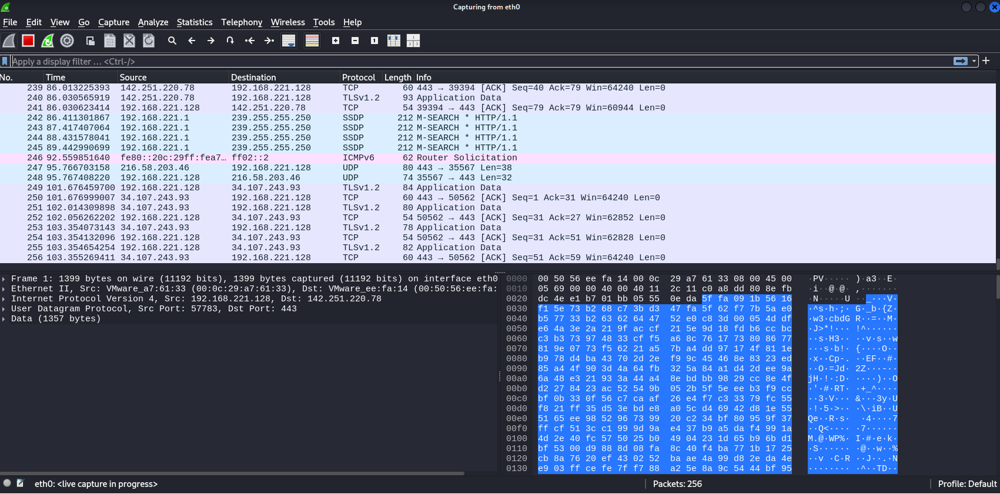 Capturing from eth0
File Edit View Go Capture Analyze Statistics Telephony Wireless Tools Help
Apply a display filter … <Ctrl-/>
No. Time Source Destination Protocol Length Info
239 86.013225393 142.251.220.78 192.168.221.128 TCP 60 443 → 39394 [ACK] Seq=40 Ack=79 Win=64240 Len=0
240 86.030565919 142.251.220.78 192.168.221.128 TLSv1.2 93 Application Data
241 86.030623414 192.168.221.128 142.251.220.78 TCP 54 39394 → 443 [ACK] Seq=79 Ack=79 Win=60944 Len=0
242 86.411301867 192.168.221.1 239.255.255.250 SSDP 212 M-SEARCH * HTTP/1.1
243 87.417407064 192.168.221.1 239.255.255.250 SSDP 212 M-SEARCH * HTTP/1.1
244 88.431578041 192.168.221.1 239.255.255.250 SSDP 212 M-SEARCH * HTTP/1.1
245 89.442990699 192.168.221.1 239.255.255.250 SSDP 212 M-SEARCH * HTTP/1.1
246 92.559851640 fe80::20c:29ff:fea7… ff02::2 ICMPv6 62 Router Solicitation
247 95.766703158 216.58.203.46 192.168.221.128 UDP 80 443 → 35567 Len=38
248 95.767408220 192.168.221.128 216.58.203.46 UDP 74 35567 → 443 Len=32
249 101.676459700 192.168.221.128 34.107.243.93 TLSv1.2 84 Application Data
250 101.676999007 34.107.243.93 192.168.221.128 TCP 60 443 → 50562 [ACK] Seq=1 Ack=31 Win=64240 Len=0
251 102.014309898 34.107.243.93 192.168.221.128 TLSv1.2 80 Application Data
252 102.056262202 192.168.221.128 34.107.243.93 TCP 54 50562 → 443 [ACK] Seq=31 Ack=27 Win=62852 Len=0
253 103.354073143 34.107.243.93 192.168.221.128 TLSv1.2 78 Application Data
254 103.354132096 192.168.221.128 34.107.243.93 TCP 54 50562 → 443 [ACK] Seq=31 Ack=51 Win=62828 Len=0
255 103.354654254 192.168.221.128 34.107.243.93 TLSv1.2 82 Application Data
256 103.355269411 34.107.243.93 192.168.221.128 TCP 60 443 → 50562 [ACK] Seq=51 Ack=59 Win=64240 Len=0
Frame 1: 1399 bytes on wire (11192 bits), 1399 bytes captured (11192 bits) on interface eth0
Ethernet II, Src: VMware_a7:61:33 (00:0c:29:a7:61:33), Dst: VMware_ee:fa:14 (00:50:56:ee:fa:
Internet Protocol Version 4, Src: 192.168.221.128, Dst: 142.251.220.78
User Datagram Protocol, Src Port: 57783, Dst Port: 443
Data (1357 bytes)
0000 00 50 56 ee fa 14 00 0c 29 a7 61 33 08 00 45 00 ·PV····· )·a3··E·
0010 05 69 00 00 40 00 40 11 2c 11 c0 a8 dd 80 8e fb ·i··@·@· ,·······
0020 dc 4e e1 b7 01 bb 05 55 0e da 5f fa 09 1b 56 16 ·N·····U ··_···V·
0030 f1 5e 73 b2 68 c7 3b d3 47 fa 5f 62 f7 7b 5a e0 ·^s·h·;· G·_b·{Z·
0040 b5 77 33 b2 63 62 64 47 52 e0 c8 3d 00 05 4d df ·w3·cbdG R··=··M·
0050 e6 4a 3e 2a 21 9f ac cf 21 5e 9d 18 fd b6 cc bc ·J>*!··· !^······
0060 c3 b3 73 97 48 33 cf f5 a6 8c 76 17 73 80 86 77 ··s·H3·· ··v·s··w
0070 81 9e 07 73 f5 62 21 a5 7b a4 dd 97 17 4f 81 1e ···s·b!· {····O··
0080 b9 78 d4 ba 43 70 2d 2e f9 9c 45 46 8e 83 23 ed ·x··Cp-. ··EF··#·
0090 85 a4 4f 90 3d 4a 64 fb 32 5a 84 a1 d4 2d ee 9a ··O·=Jd· 2Z···-··
00a0 6a 48 e3 21 93 3a 44 a4 8e bd bb 98 29 cc 8e 4f jH·!·:D· ····)··O
00b0 d2 27 84 23 ac 52 54 9b 05 2b 5f 5e ee b3 f9 cc ·'·#·RT· ·+_^····
00c0 bf 0b 33 0f 56 c7 ca af 26 e4 f7 c3 33 79 fc 55 ··3·V··· &···3y·U
00d0 f8 21 ff 35 d5 3e bd e8 a0 5c d4 69 42 d8 1e 55 ·!·5·>·· ·\·iB··U
00e0 51 65 ee 98 52 96 73 99 20 c2 34 bf 80 95 9f 37 Qe··R·s· ·4····7
00f0 ff cf 51 3c c1 99 9d 9a e4 37 b9 a5 da f4 99 1a ··Q<···· ·7······
0100 4d 2e 40 fc 57 50 25 b0 49 04 23 1d 65 b9 6b d1 M.@·WP%· I·#·e·k·
0110 bf 53 00 d9 88 8d 08 fa 8c 40 f4 ba 77 1b 17 25 ·S······ ·@··w··%
0120 cb 8a 76 20 ef 43 02 52 ba ae 4a 99 d8 2e da 4e ··v ·C·R ··J··.·N
0130 e9 03 ff ce fe 7f f7 88 a2 5e 8a 9c 54 44 bf 95 ········ ·^··TD··
eth0: <live capture in progress> Packets: 256 Profile: Default